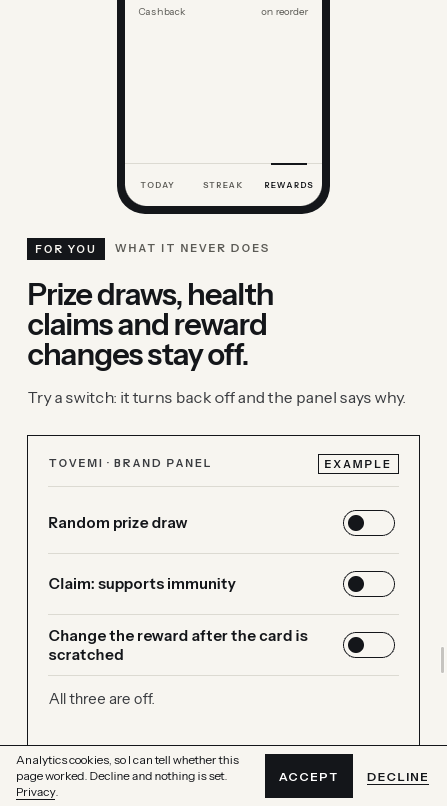 Cashback on reorder
TODAY STREAK REWARDS
FOR YOU WHAT IT NEVER DOES
Prize draws, health
claims and reward
changes stay off.
Try a switch: it turns back off and the panel says why.
TOVEMI · BRAND PANEL EXAMPLE
Random prize draw
Claim: supports immunity
Change the reward after the card is
scratched
All three are off.
Analytics cookies, so I can tell whether this
page worked. Decline and nothing is set.
Privacy.
ACCEPT DECLINE